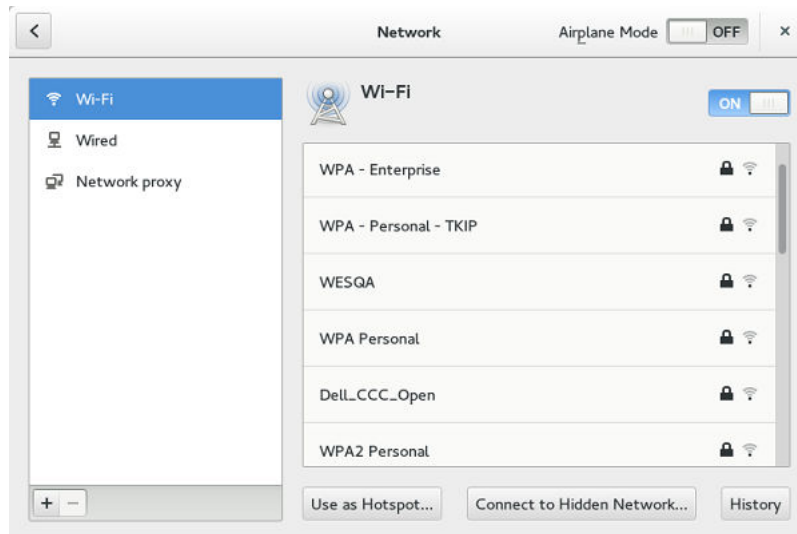 Network
Airplane Mode OFF
Wi-Fi
Wired
Network proxy
Wi-Fi
ON
WPA - Enterprise
WPA - Personal - TKIP
WESQA
WPA Personal
Dell_CCC_Open
WPA2 Personal
Use as Hotspot...
Connect to Hidden Network...
History